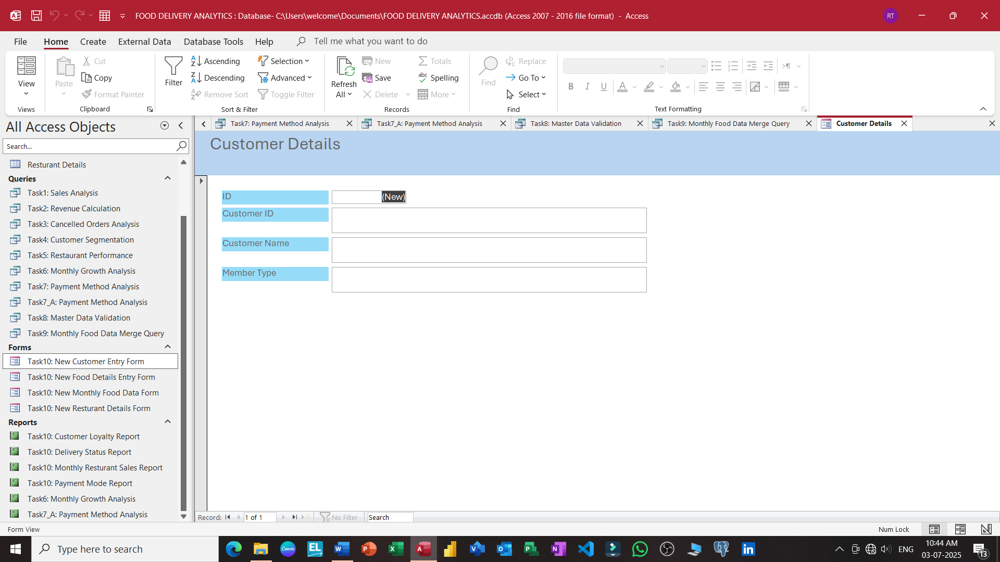 FOOD DELIVERY ANALYTICS : Database- C:\Users\welcome\Documents\FOOD DELIVERY ANALYTICS.accdb (Access 2007 - 2016 file format) - Access
RT
File Home Create External Data Database Tools Help Tell me what you want to do
View
Views
Paste
Cut
Copy
Format Painter
Clipboard
Filter
Ascending
Descending
Remove Sort
Selection
Advanced
Toggle Filter
Sort & Filter
Refresh
All
New
Save
Delete
Totals
Spelling
More
Records
Find
Replace
Go To
Select
Find
B I U A
Text Formatting
All Access Objects
Search...
Resturant Details
Queries
Task1: Sales Analysis
Task2: Revenue Calculation
Task3: Cancelled Orders Analysis
Task4: Customer Segmentation
Task5: Restaurant Performance
Task6: Monthly Growth Analysis
Task7: Payment Method Analysis
Task7_A: Payment Method Analysis
Task8: Master Data Validation
Task9: Monthly Food Data Merge Query
Forms
Task10: New Customer Entry Form
Task10: New Food Details Entry Form
Task10: New Monthly Food Data Form
Task10: New Resturant Details Form
Reports
Task10: Customer Loyalty Report
Task10: Delivery Status Report
Task10: Monthly Resturant Sales Report
Task10: Payment Mode Report
Task6: Monthly Growth Analysis
Task7_A: Payment Method Analysis
Task7: Payment Method Analysis Task7_A: Payment Method Analysis Task8: Master Data Validation Task9: Monthly Food Data Merge Query Customer Details
Customer Details
ID (New)
Customer ID
Customer Name
Member Type
Record: 1 of 1 No Filter Search
Form View Num Lock
Type here to search
ENG
10:44 AM
03-07-2025
13